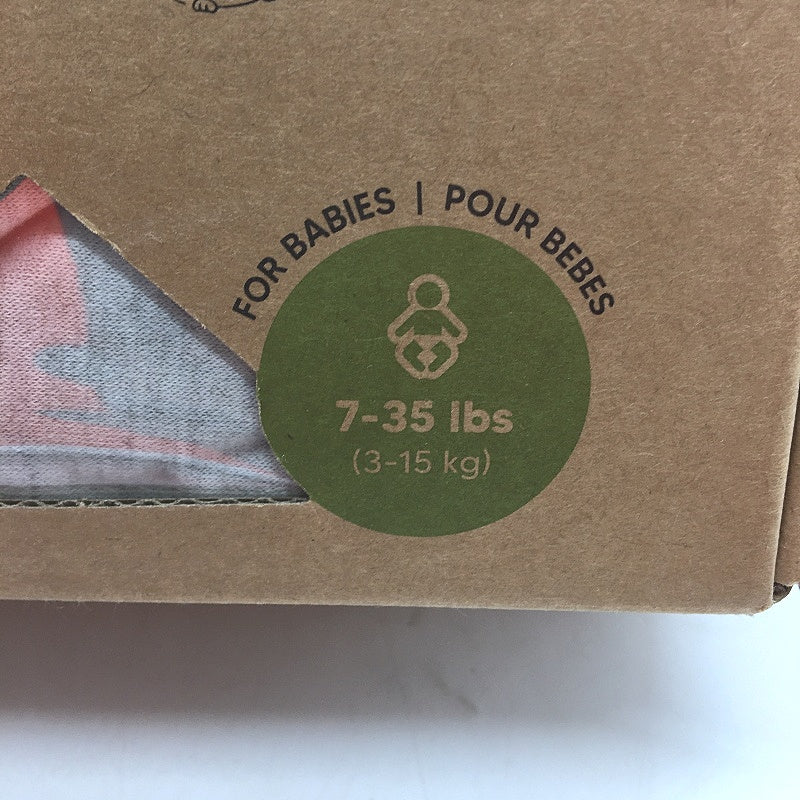 FOR BABIES | POUR BEBES
7-35 lbs
(3-15 kg)